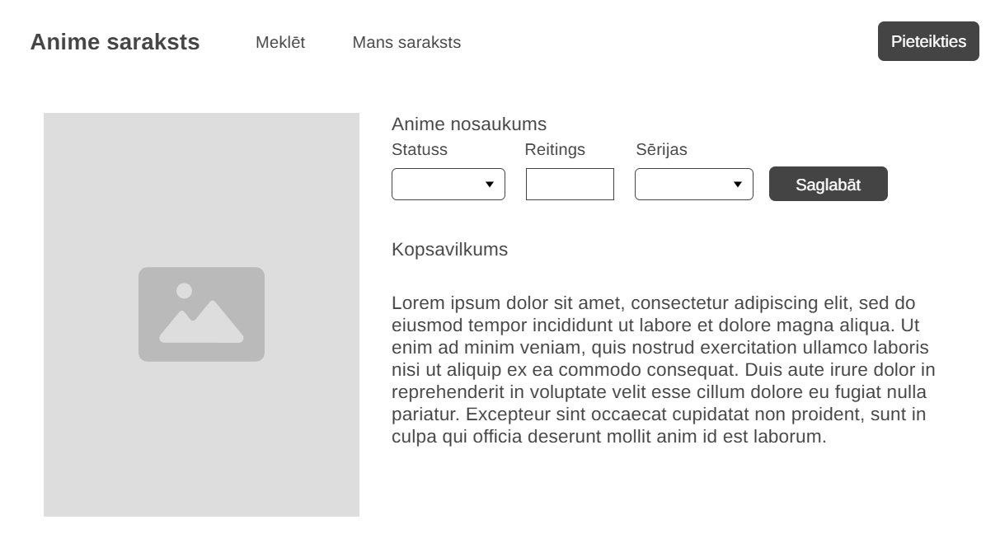 Anime saraksts
Meklēt
Mans saraksts
Pieteikties
Anime nosaukums
Statuss
Reitings
Sērijas
Saglabāt
Kopsavilkums
Lorem ipsum dolor sit amet, consectetur adipiscing elit, sed do
eiusmod tempor incididunt ut labore et dolore magna aliqua. Ut
enim ad minim veniam, quis nostrud exercitation ullamco laboris
nisi ut aliquip ex ea commodo consequat. Duis aute irure dolor in
reprehenderit in voluptate velit esse cillum dolore eu fugiat nulla
pariatur. Excepteur sint occaecat cupidatat non proident, sunt in
culpa qui officia deserunt mollit anim id est laborum.